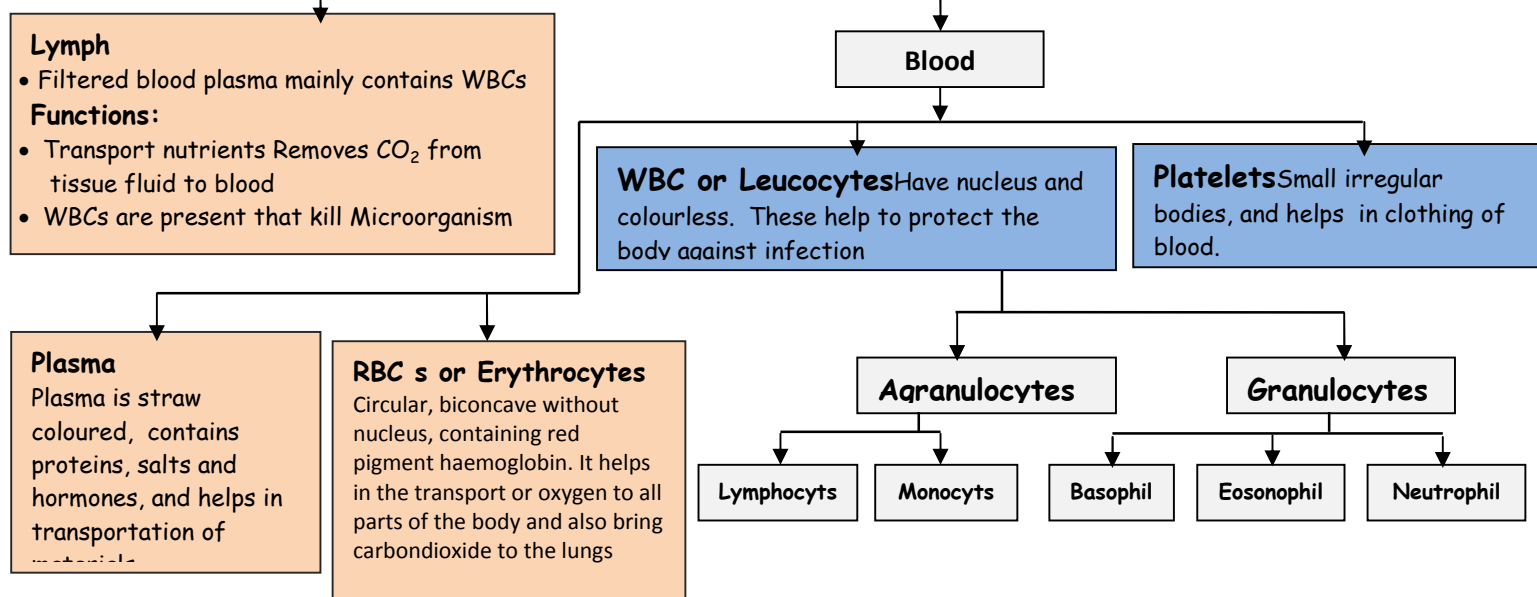 Lymph
• Filtered blood plasma mainly contains WBCs
Functions:
• Transport nutrients Removes CO₂ from
tissue fluid to blood
• WBCs are present that kill Microorganism
Blood
WBC or LeucocytesHave nucleus and
colourless. These help to protect the
body against infection
PlateletsSmall irregular
bodies, and helps in clothing of
blood.
Plasma
Plasma is straw
coloured, contains
proteins, salts and
hormones, and helps in
transportation of
RBC s or Erythrocytes
Circular, biconcave without
nucleus, containing red
pigment haemoglobin. It helps
in the transport or oxygen to all
parts of the body and also bring
carbondioxide to the lungs
Agranulocytes
Granulocytes
Lymphocyts
Monocyts
Basophil
Eosonophil
Neutrophil